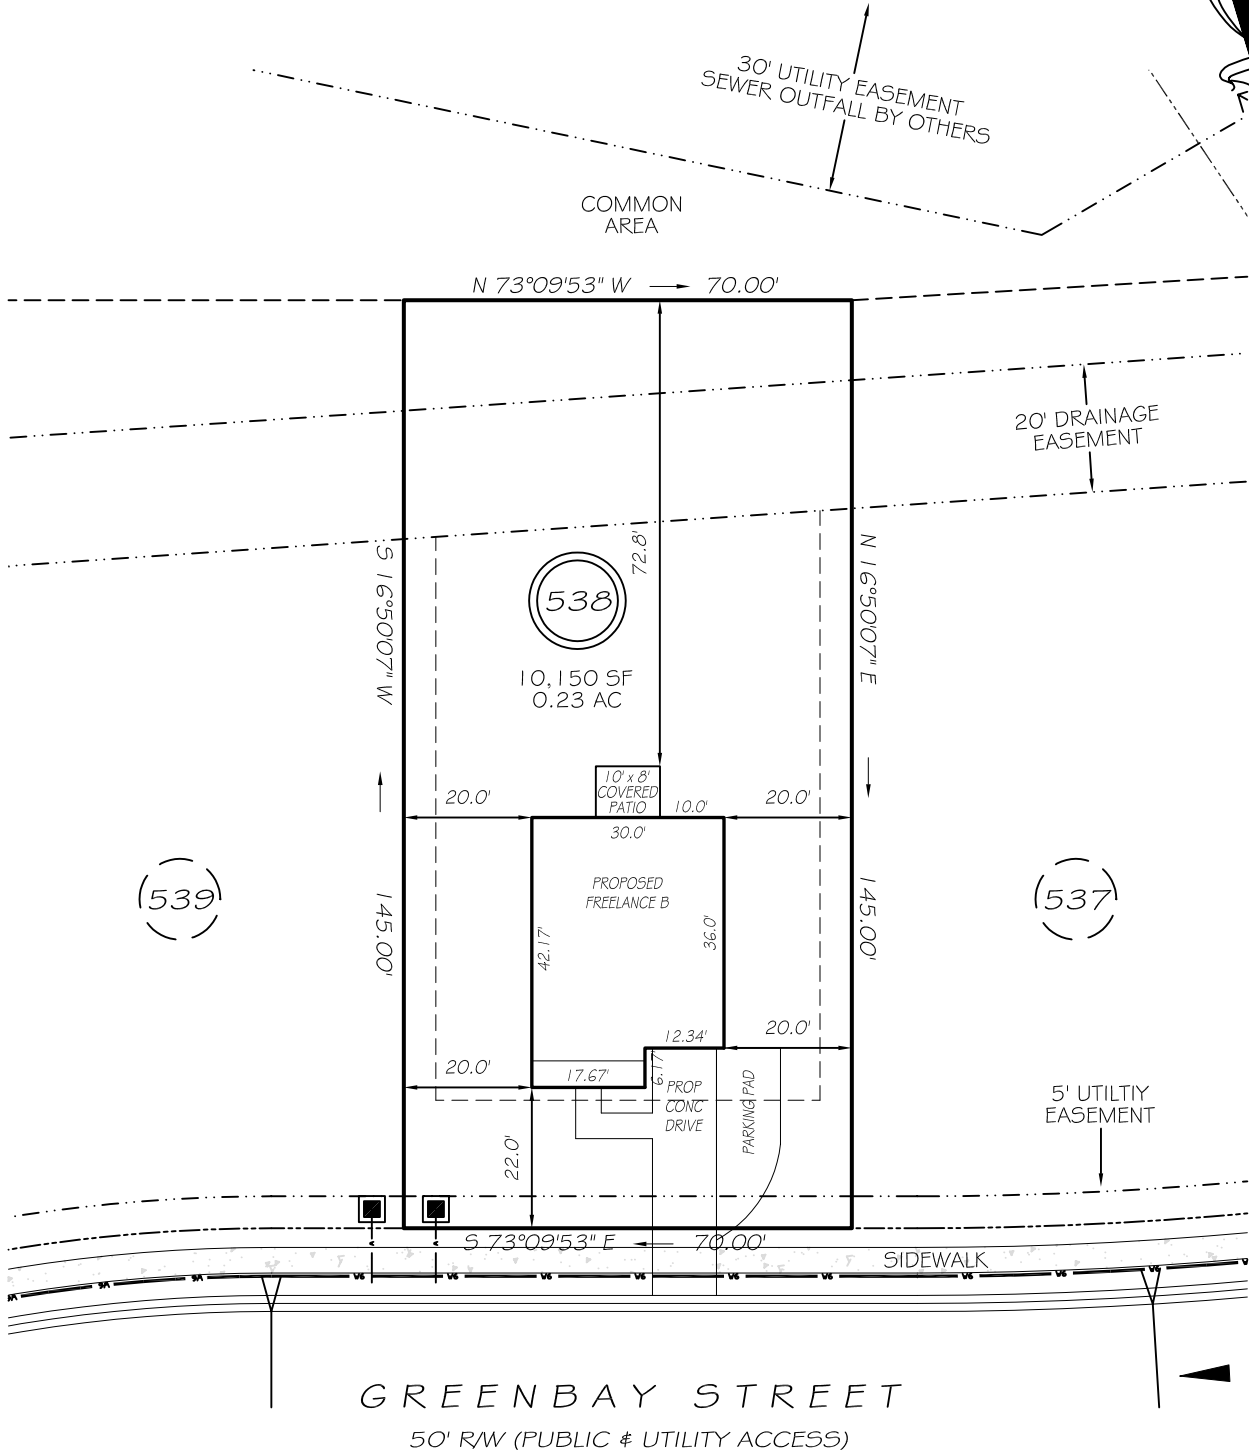 30' UTILITY EASEMENT
SEWER OUTFALL BY OTHERS
COMMON
AREA
N 73°09'53" W
70.00'
20' DRAINAGE
EASEMENT
S 16°50'07" W
72.8'
N 16°50'07" E
538
10,150 SF
0.23 AC
10' x 8'
COVERED
PATIO
20.0'
10.0'
20.0'
30.0'
PROPOSED
FREELANCE B
539
537
145.00'
42.17'
36.0'
145.00'
12.34'
20.0'
20.0'
17.67'
6.17'
PROP
CONC
DRIVE
PARKING PAD
5' UTILTIY
EASEMENT
22.0'
S 73°09'53" E
70.00'
SIDEWALK
GREENBAY STREET
50' R/W (PUBLIC & UTILITY ACCESS)